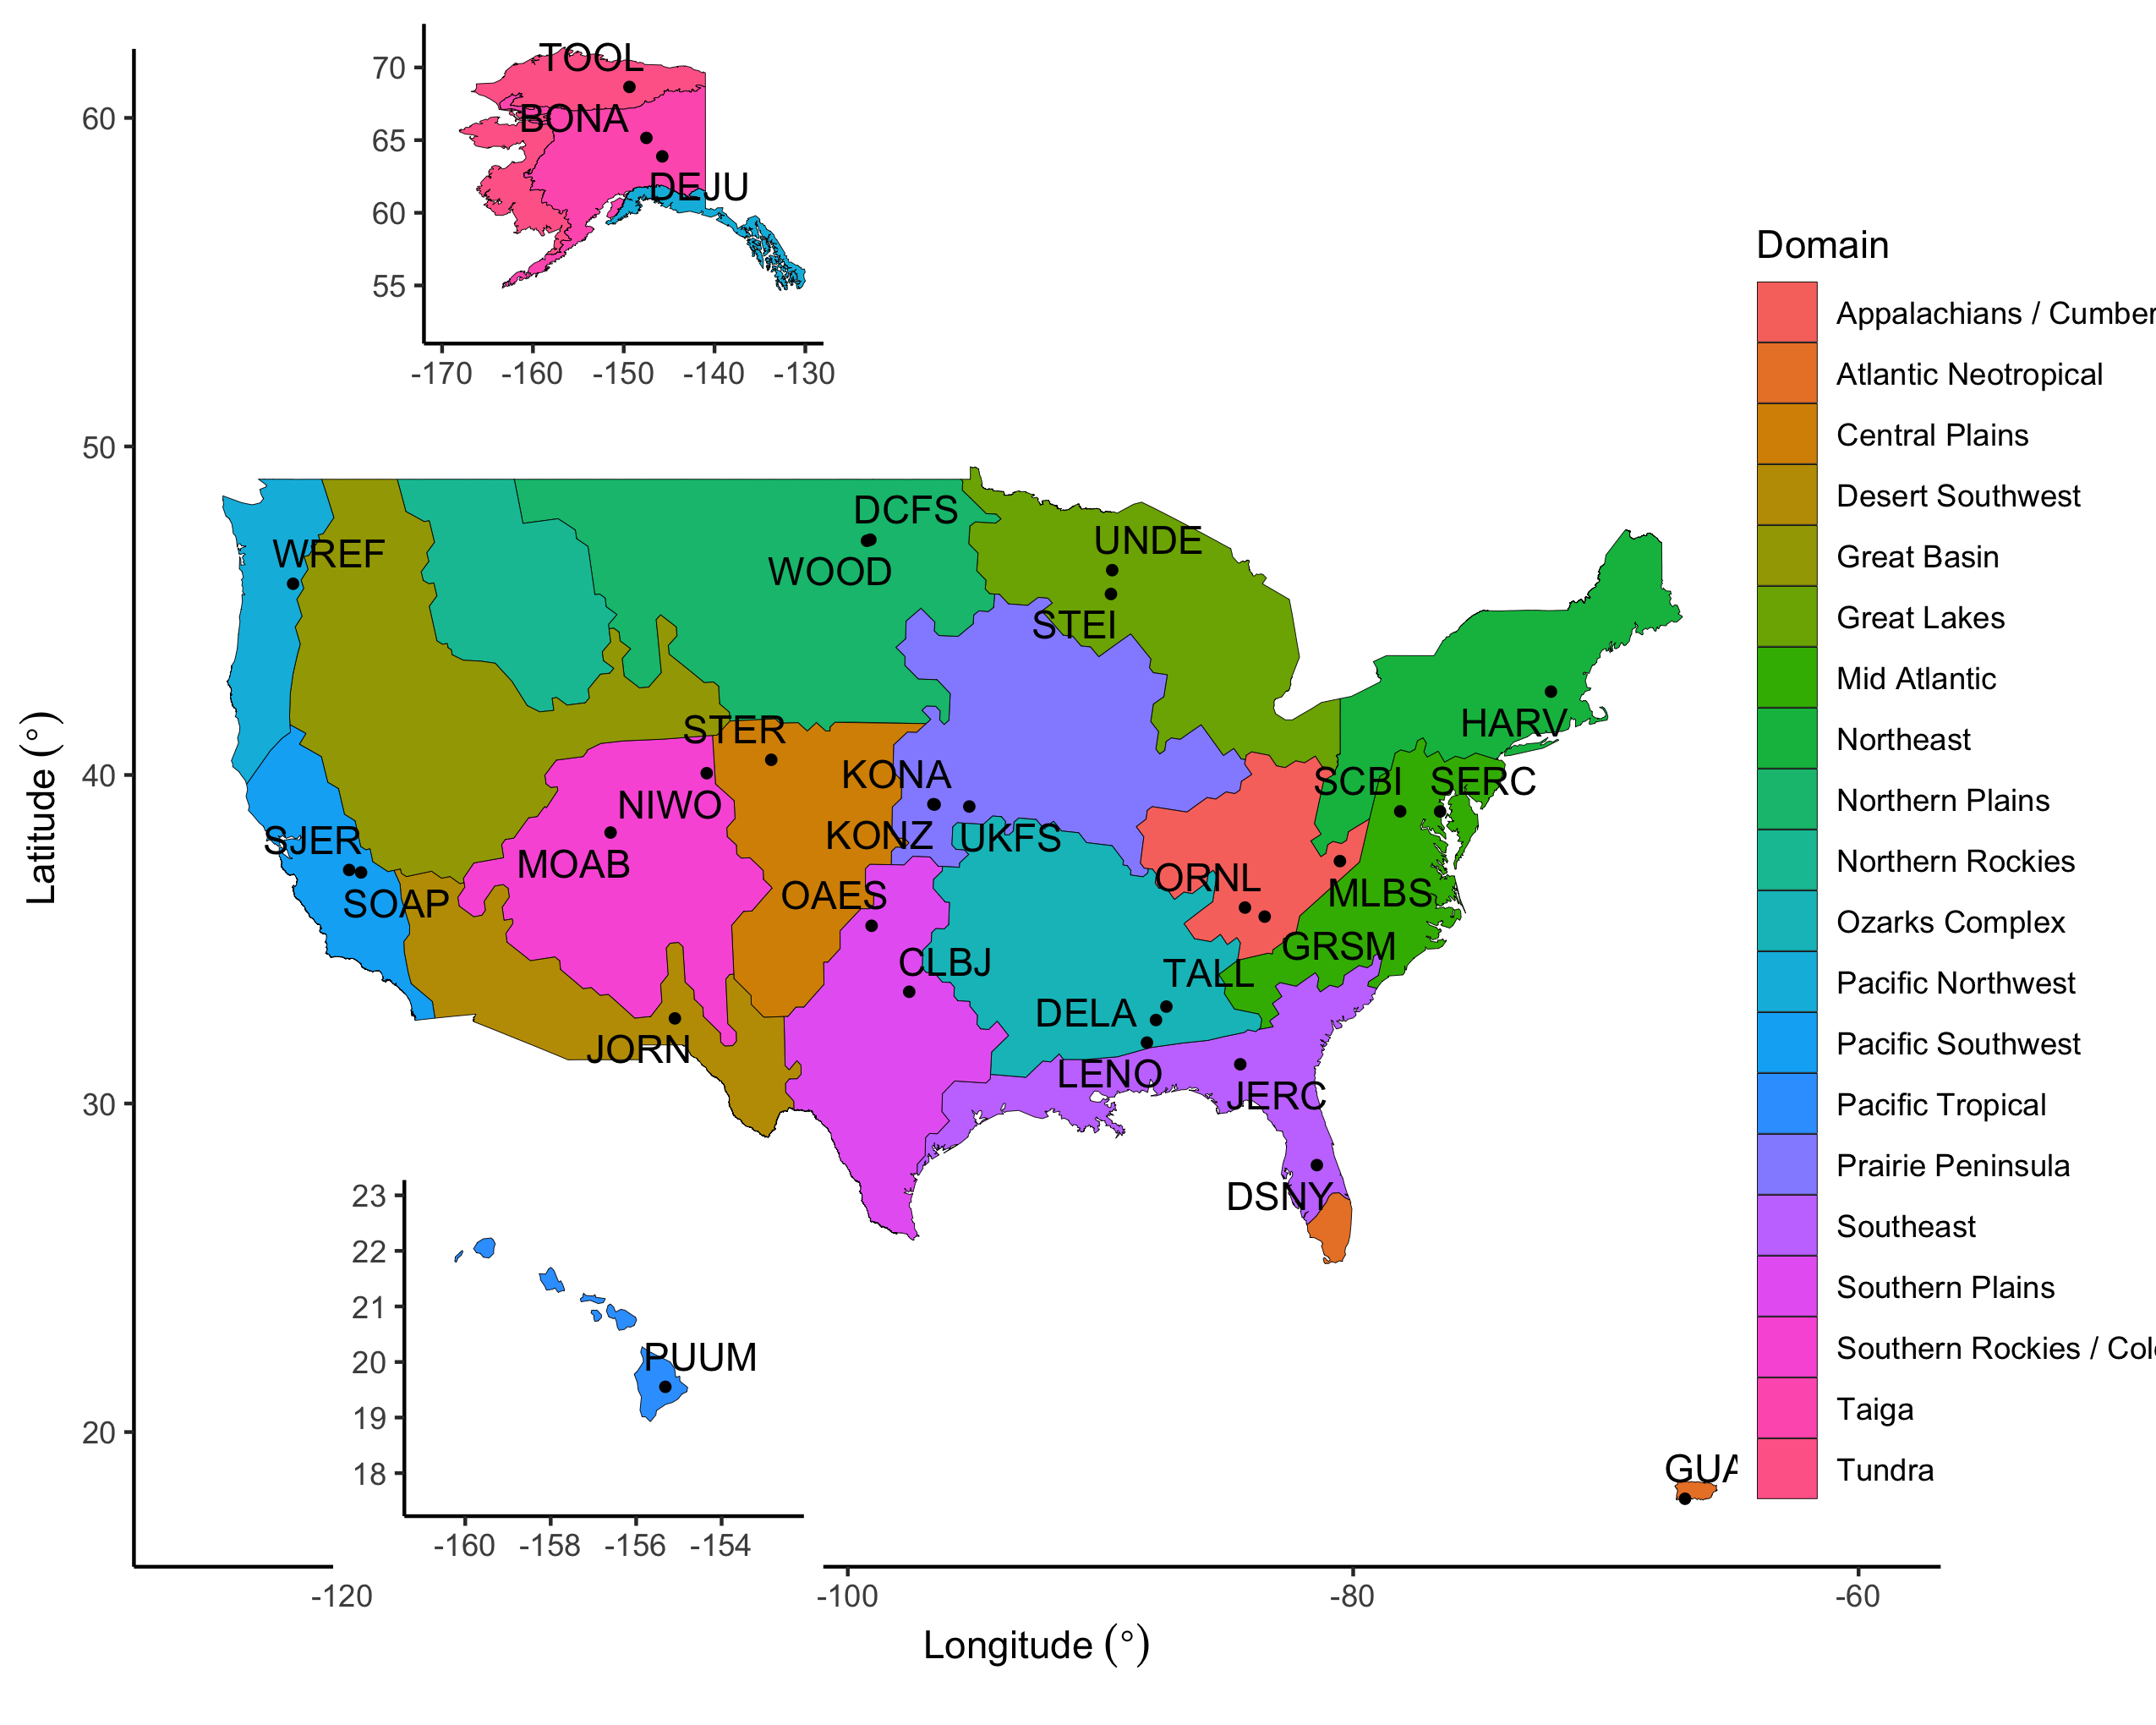 TOOL
BONA
DEJU
70
65
60
55
-170 -160 -150 -140 -130
60
50
40
30
20
Latitude (°)
DCFS
WOOD
UNDE
STEI
WREF
HARV
STER
KONA
SCBI SERC
NIWO
KONZ UKFS
SJER
MOAB
ORNL
OAES
MLBS
SOAP
GRSM
CLBJ
TALL
DELA
JORN
LENO
JERC
DSNY
23
22
21
20
19
18
PUUM
-160 -158 -156 -154
GUA
-120 -100 -80 -60
Longitude (°)
Domain
Appalachians / Cumber
Atlantic Neotropical
Central Plains
Desert Southwest
Great Basin
Great Lakes
Mid Atlantic
Northeast
Northern Plains
Northern Rockies
Ozarks Complex
Pacific Northwest
Pacific Southwest
Pacific Tropical
Prairie Peninsula
Southeast
Southern Plains
Southern Rockies / Col
Taiga
Tundra